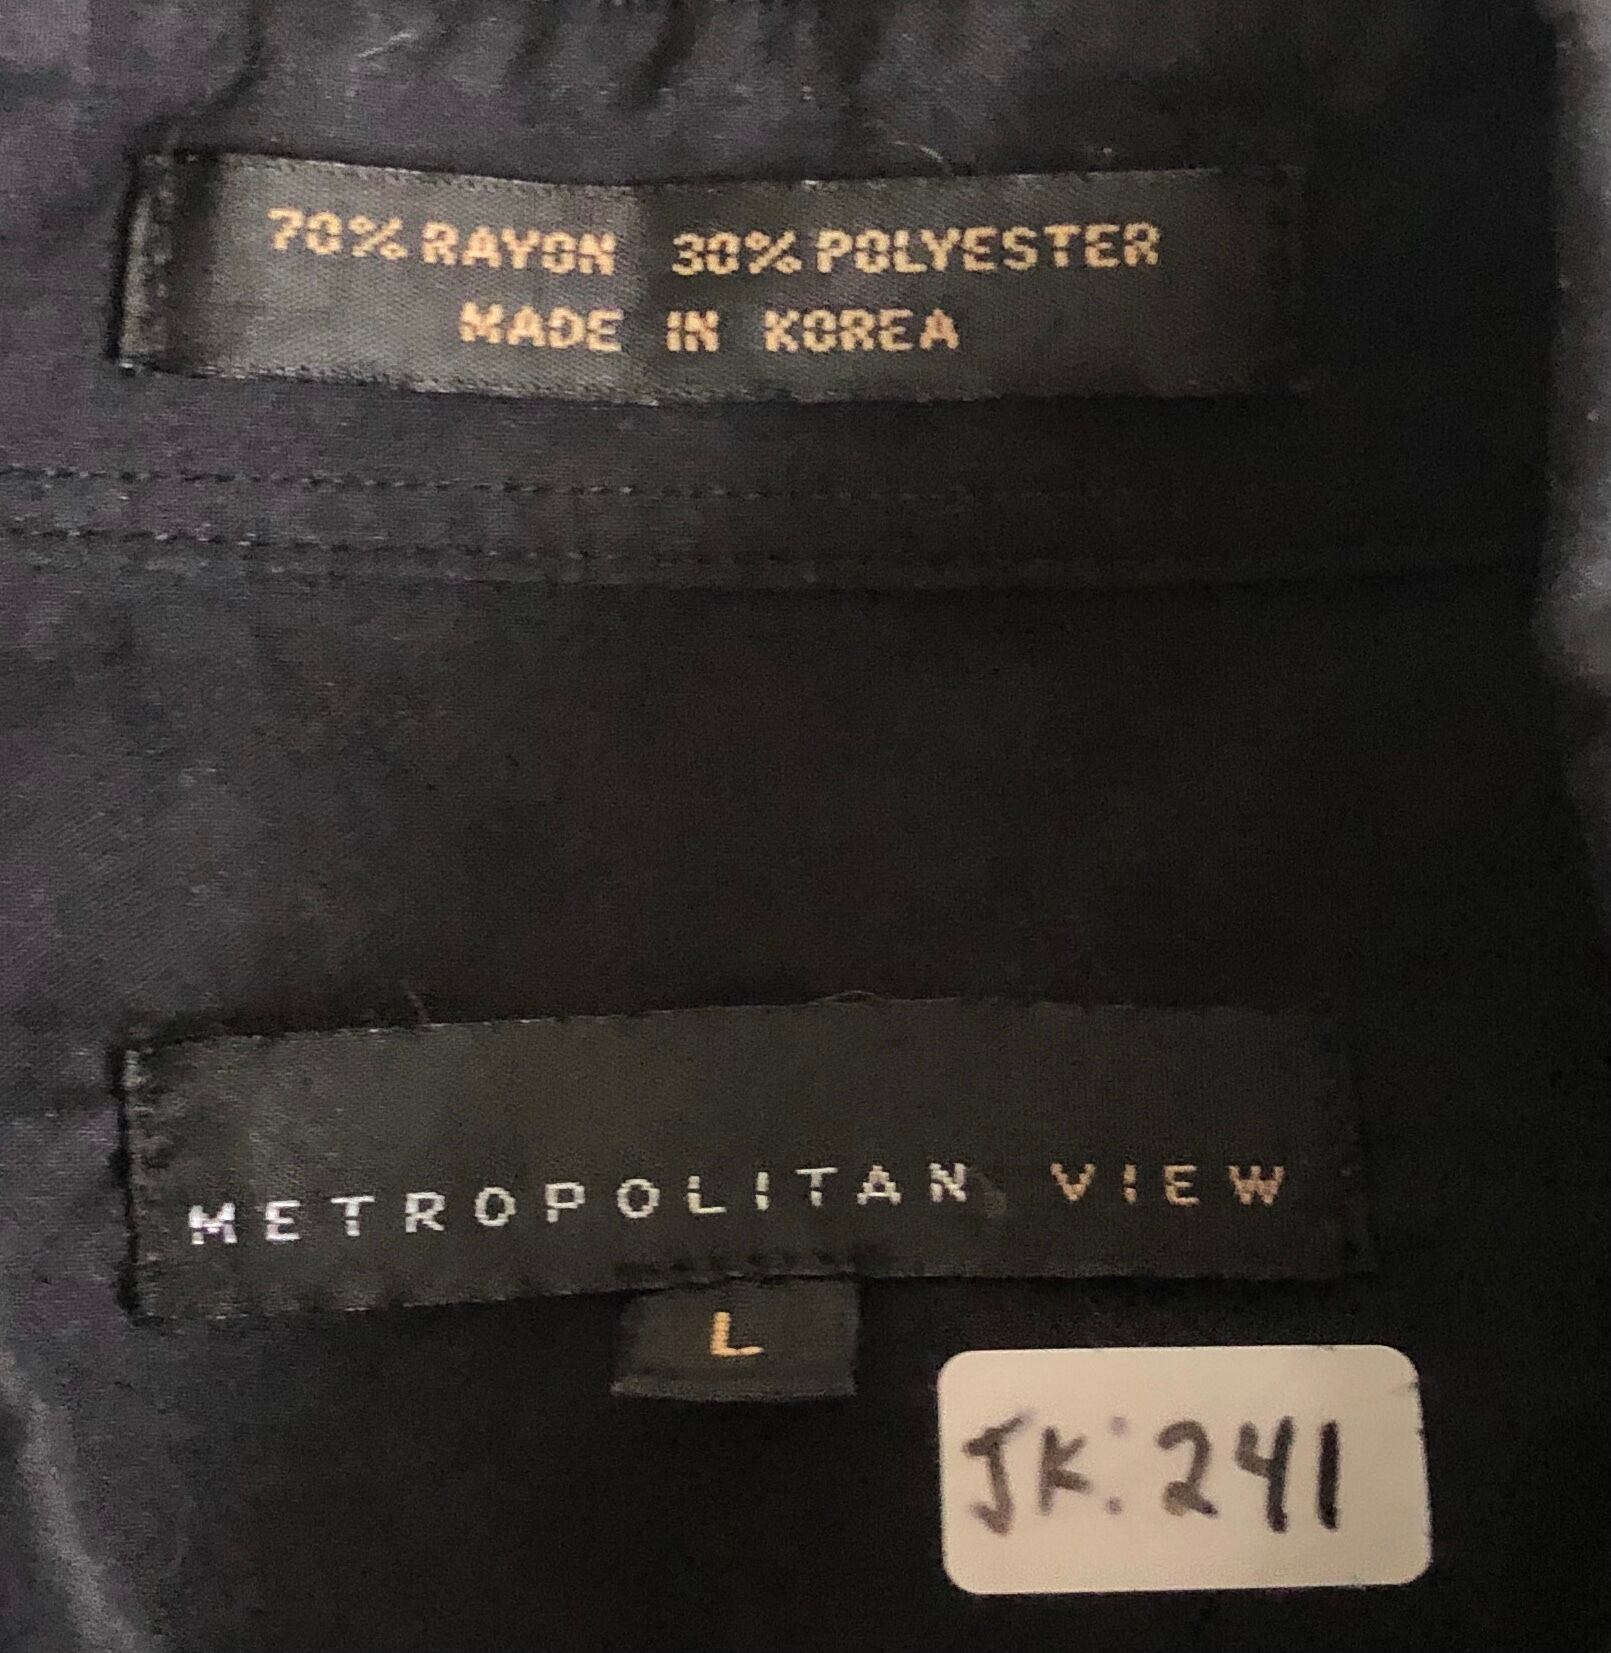 70% RAYON 30% POLYESTER
MADE IN KOREA
METROPOLITAN VIEW
L
JK: 241